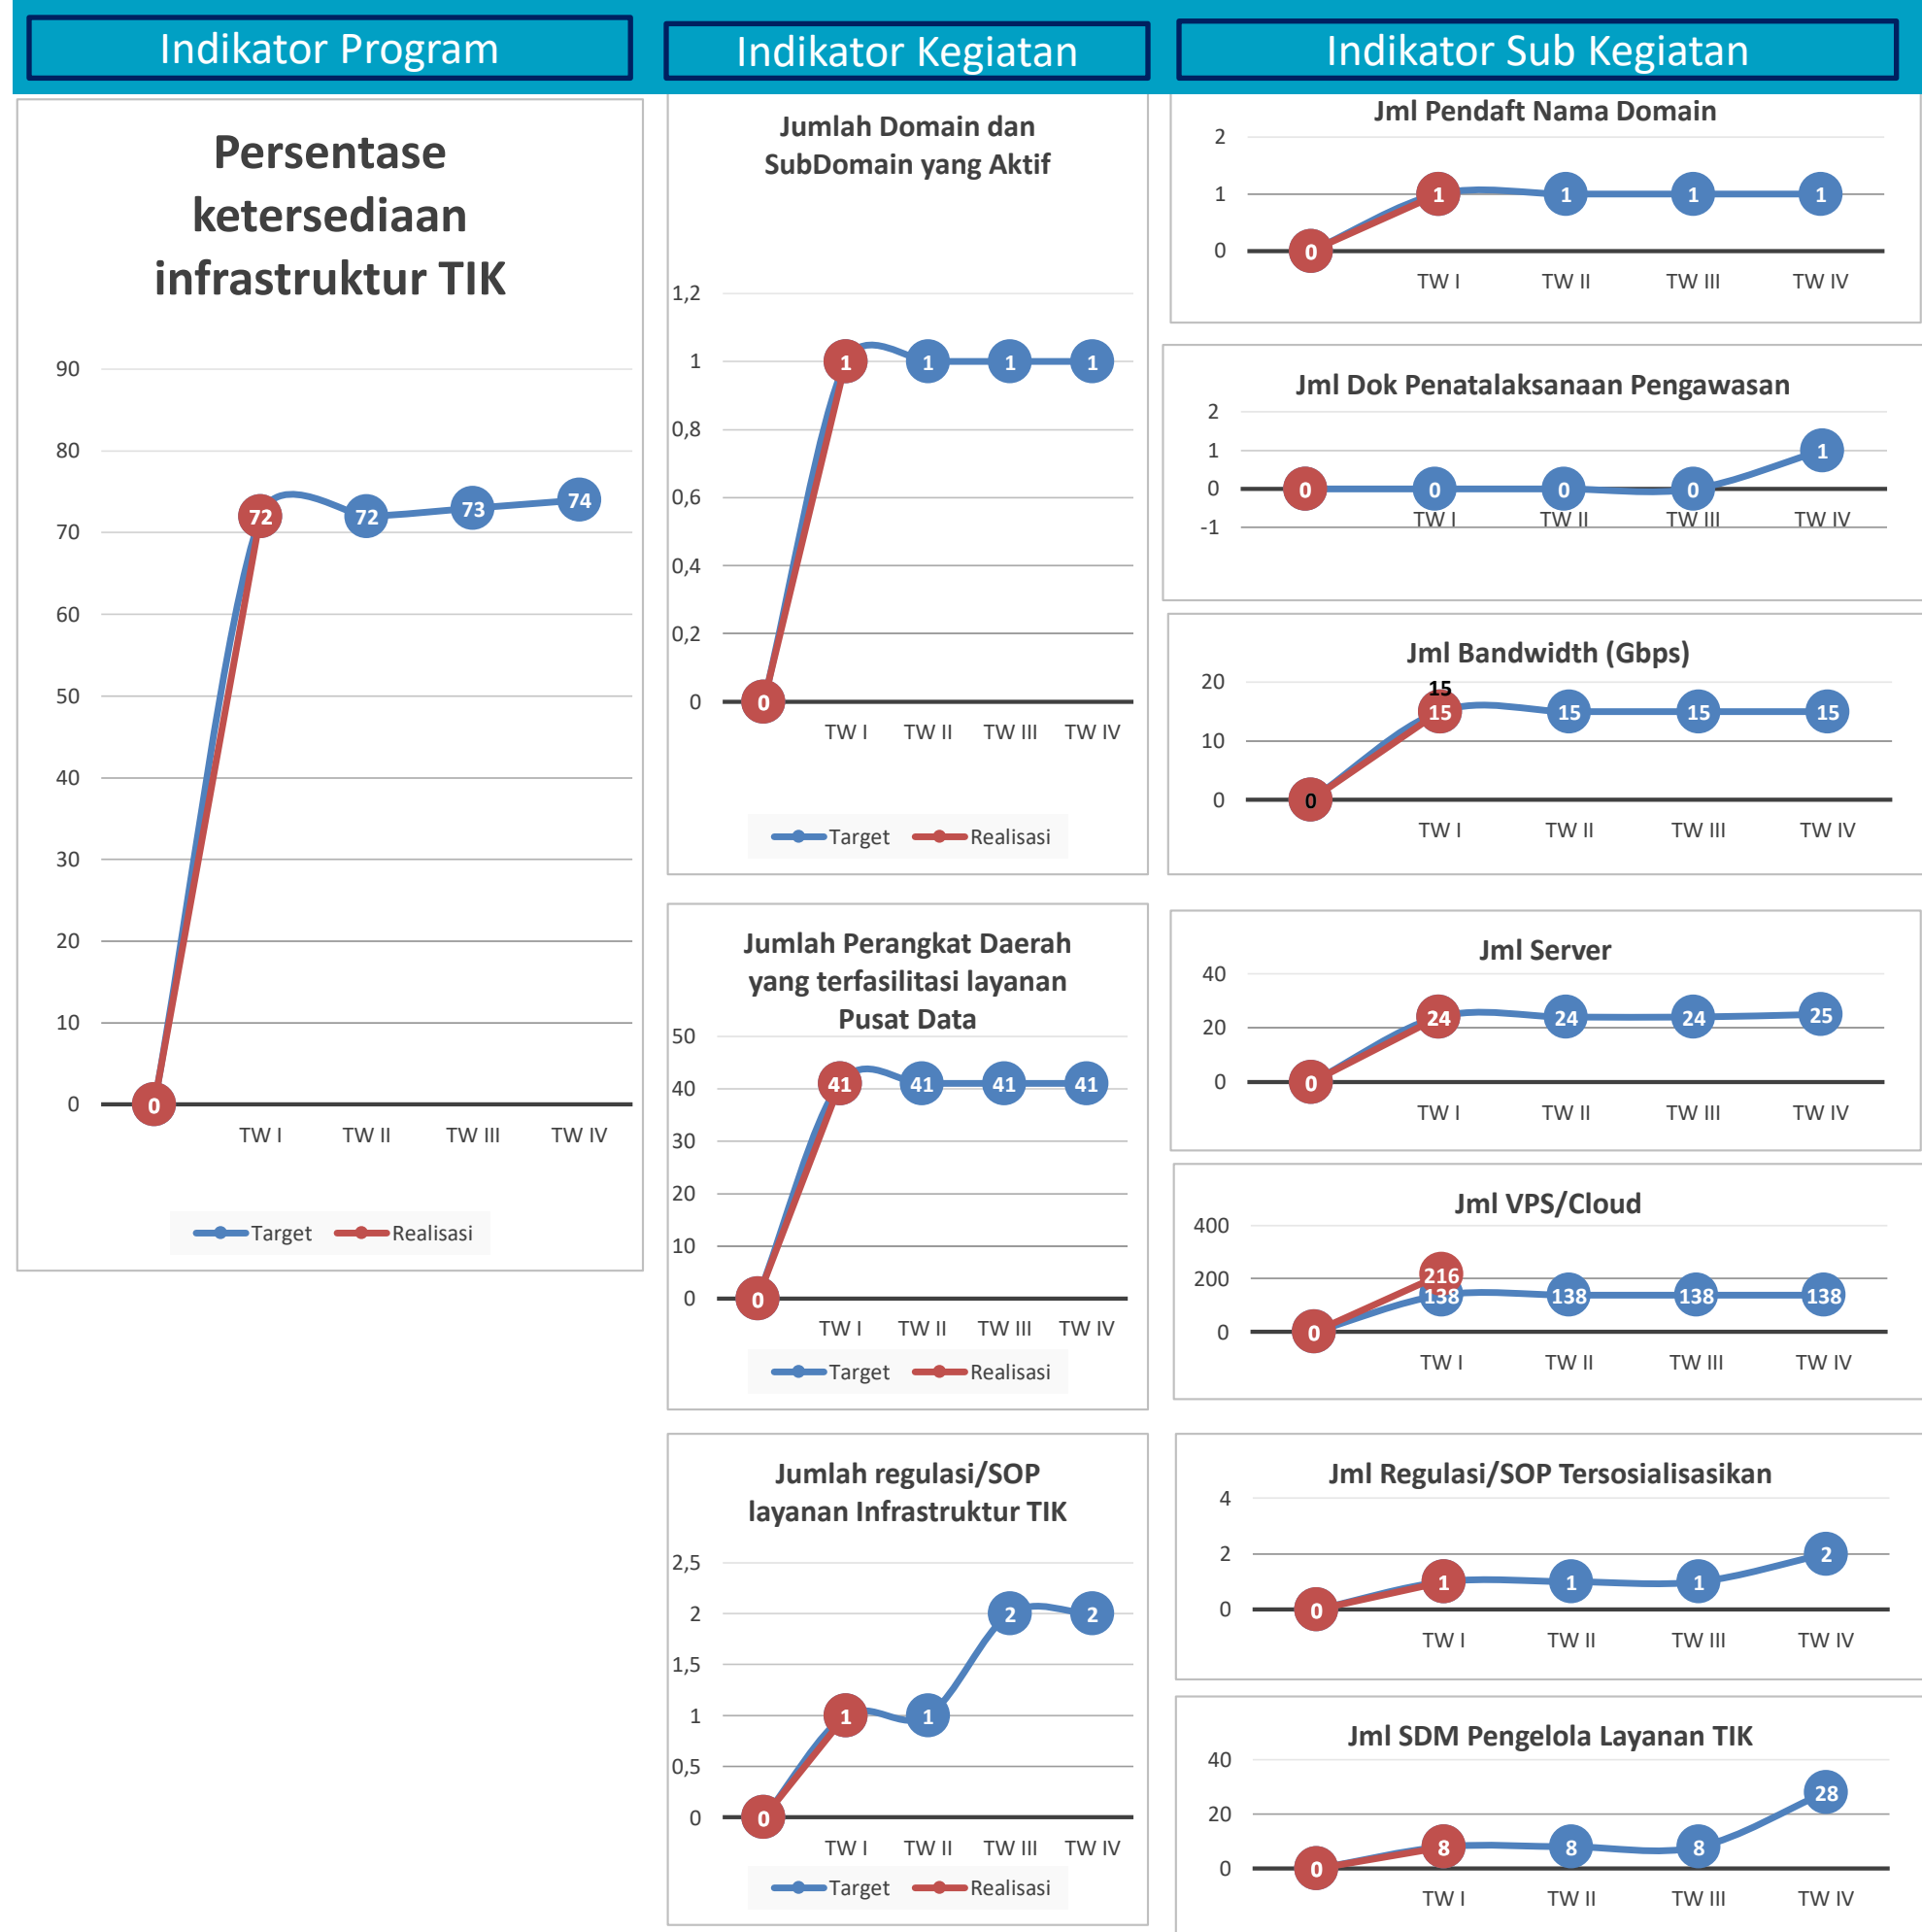 Indikator Program
Indikator Kegiatan
Indikator Sub Kegiatan
Persentase
ketersediaan
infrastruktur TIK
90
80
70
60
50
40
30
20
10
0
0
72
72
73
74
TW I
TW II
TW III
TW IV
Target
Realisasi
Jumlah Domain dan
SubDomain yang Aktif
1,2
1
0,8
0,6
0,4
0,2
0
0
1
1
1
1
TW I
TW II
TW III
TW IV
Target
Realisasi
Jumlah Perangkat Daerah
yang terfasilitasi layanan
Pusat Data
50
40
30
20
10
0
0
41
41
41
41
TW I
TW II
TW III
TW IV
Target
Realisasi
Jumlah regulasi/SOP
layanan Infrastruktur TIK
2,5
2
1,5
1
0,5
0
0
1
1
2
2
TW I
TW II
TW III
TW IV
Target
Realisasi
Jml Pendaft Nama Domain
2
1
0
0
1
1
1
1
TW I
TW II
TW III
TW IV
Jml Dok Penatalaksanaan Pengawasan
2
1
0
-1
0
0
0
0
1
TW I
TW II
TW III
TW IV
Jml Bandwidth (Gbps)
20
10
0
0
15
15
15
15
15
TW I
TW II
TW III
TW IV
Jml Server
40
20
0
0
24
24
24
25
TW I
TW II
TW III
TW IV
Jml VPS/Cloud
400
200
0
0
216
138
138
138
138
TW I
TW II
TW III
TW IV
Jml Regulasi/SOP Tersosialisasikan
4
2
0
0
1
1
1
2
TW I
TW II
TW III
TW IV
Jml SDM Pengelola Layanan TIK
40
20
0
0
8
8
8
28
TW I
TW II
TW III
TW IV